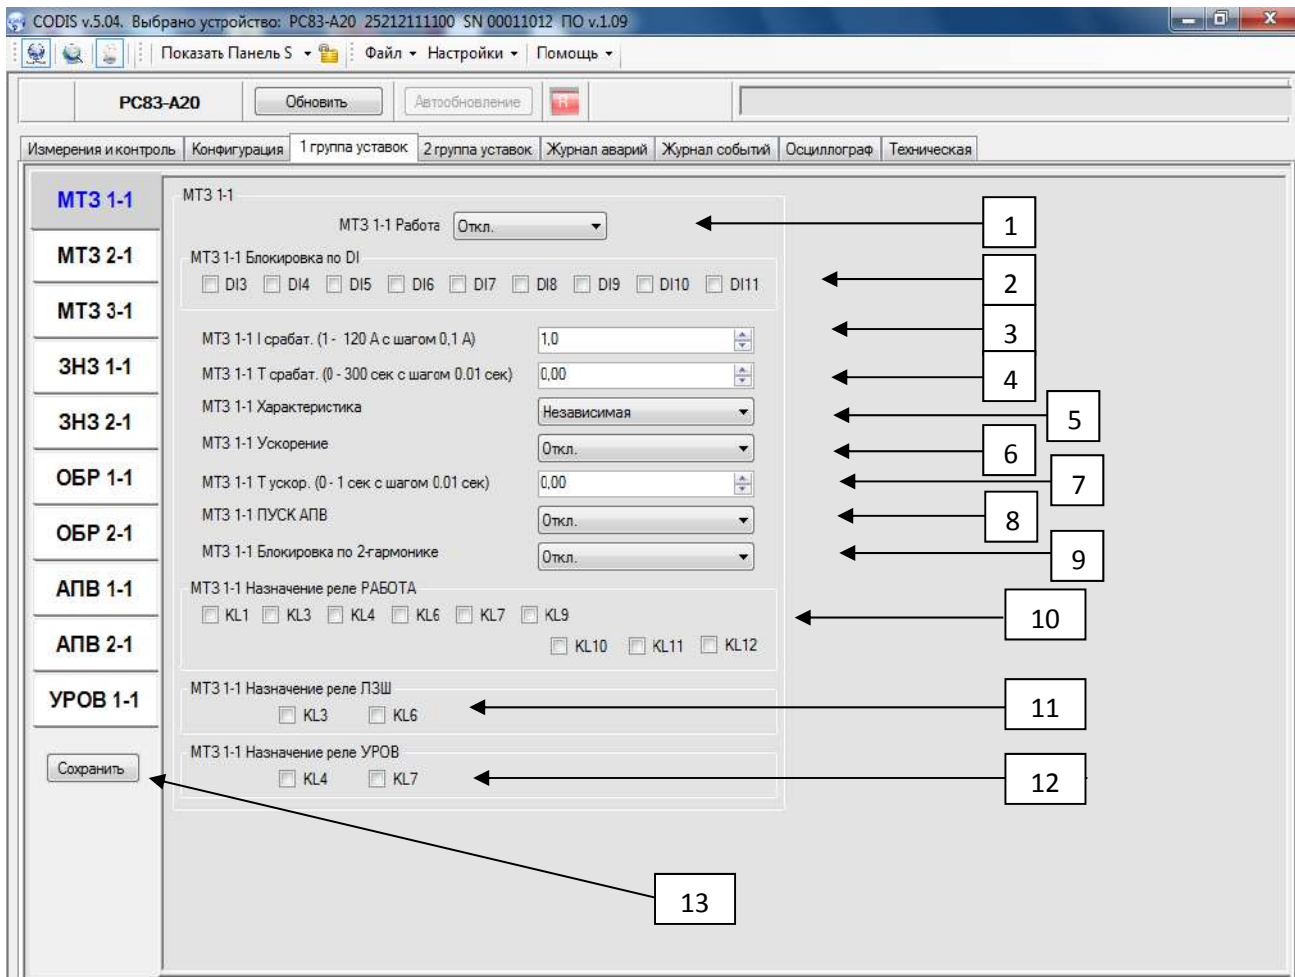 CODIS v.5.04. Выбрано устройство: РС83-А20 25212111100 SN 00011012 ПО v.1.09
Показать Панель S Файл Настройки Помощь
РС83-А20 Обновить Автообновление R
Измерения и контроль Конфигурация 1 группа уставок 2 группа уставок Журнал аварий Журнал событий Осциллограф Техническая
МТЗ 1-1
МТЗ 2-1
МТЗ 3-1
ЗНЗ 1-1
ЗНЗ 2-1
ОБР 1-1
ОБР 2-1
АПВ 1-1
АПВ 2-1
УРОВ 1-1
Сохранить
МТЗ 1-1
МТЗ 1-1 Работа Откл. 1
МТЗ 1-1 Блокировка по DI
DI3 DI4 DI5 DI6 DI7 DI8 DI9 DI10 DI11 2
МТЗ 1-1 I срабат. (1 - 120 А с шагом 0,1 А) 1,0 3
МТЗ 1-1 Т срабат. (0 - 300 сек с шагом 0.01 сек) 0,00 4
МТЗ 1-1 Характеристика Независимая 5
МТЗ 1-1 Ускорение Откл. 6
МТЗ 1-1 Т ускор. (0 - 1 сек с шагом 0.01 сек) 0,00 7
МТЗ 1-1 ПУСК АПВ Откл. 8
МТЗ 1-1 Блокировка по 2-гармонике Откл. 9
МТЗ 1-1 Назначение реле РАБОТА
KL1 KL3 KL4 KL6 KL7 KL9 10
KL10 KL11 KL12
МТЗ 1-1 Назначение реле ПЗШ
KL3 KL6 11
МТЗ 1-1 Назначение реле УРОВ
KL4 KL7 12
13